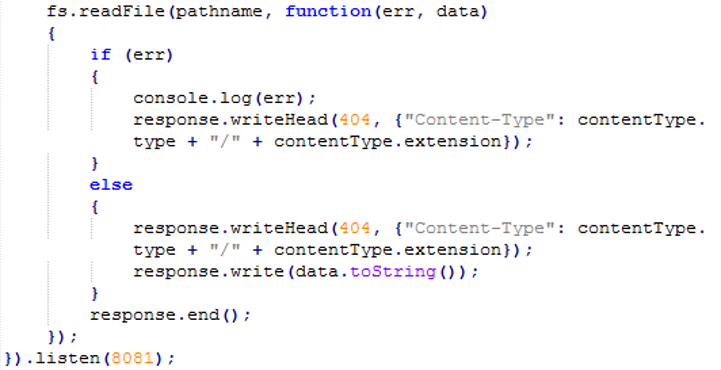 fs.readFile(pathname, function(err, data)
{
if (err)
{
console.log(err);
response.writeHead(404, {"Content-Type": contentType.
type + "/" + contentType.extension});
}
else
{
response.writeHead(404, {"Content-Type": contentType.
type + "/" + contentType.extension});
response.write(data.toString());
}
response.end();
});
}).listen(8081);